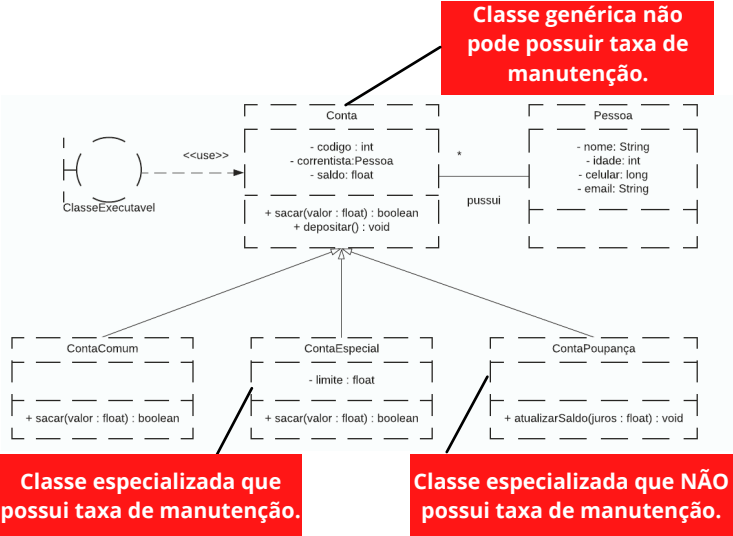 Classe genérica não
pode possuir taxa de
manutenção.
Conta
- codigo : int
- correntista:Pessoa
- saldo: float
+ sacar(valor : float) : boolean
+ depositar() : void
Pessoa
- nome: String
- idade: int
- celular: long
- email: String
*
pussui
<<use>>
ClasseExecutavel
ContaComum
+ sacar(valor : float) : boolean
ContaEspecial
- limite : float
+ sacar(valor : float) : boolean
ContaPoupança
+ atualizarSaldo(juros : float) : void
Classe especializada que
possui taxa de manutenção.
Classe especializada que NÃO
possui taxa de manutenção.